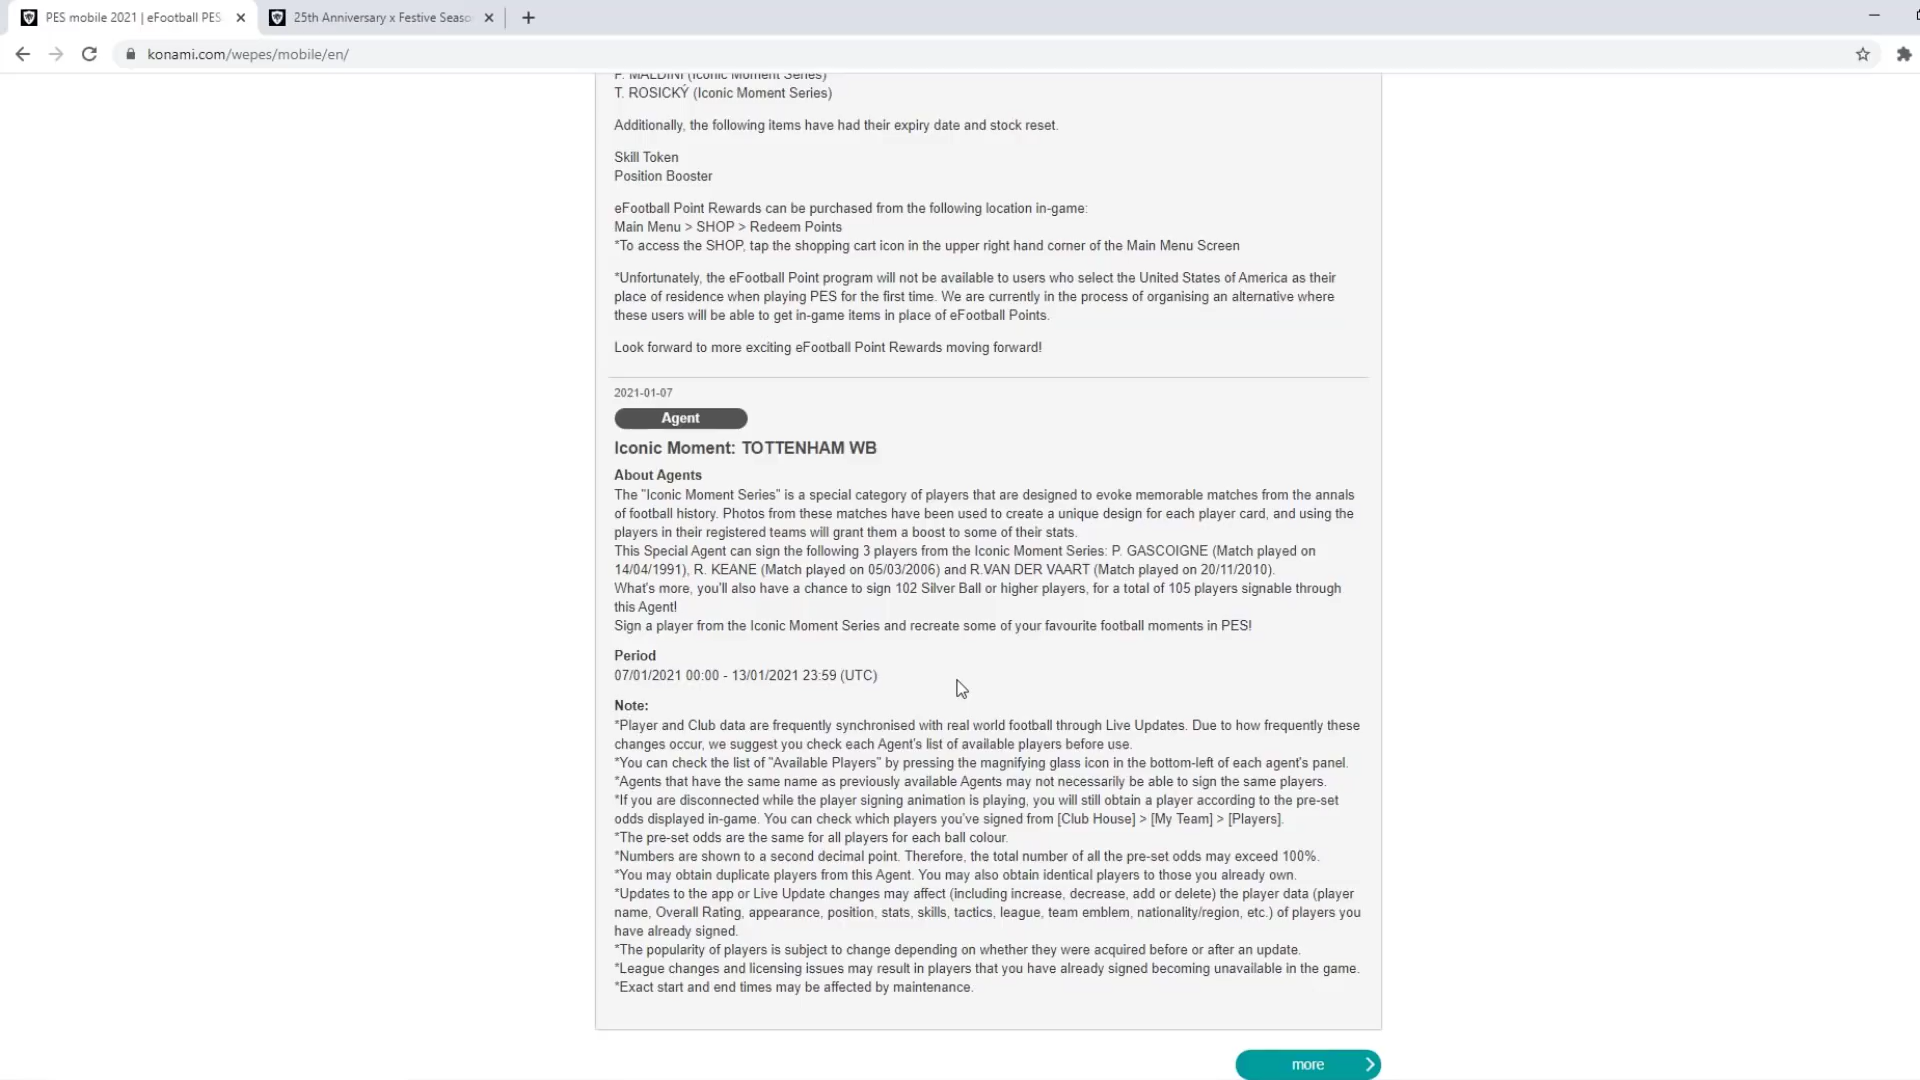 PES mobile 2021 | eFootball PES
25th Anniversary x Festive Seaso
konami.com/wepes/mobile/en/
P. MALDINI (Iconic Moment Series)
T. ROSICKÝ (Iconic Moment Series)
Additionally, the following items have had their expiry date and stock reset.
Skill Token
Position Booster
eFootball Point Rewards can be purchased from the following location in-game:
Main Menu > SHOP > Redeem Points
*To access the SHOP, tap the shopping cart icon in the upper right hand corner of the Main Menu Screen
*Unfortunately, the eFootball Point program will not be available to users who select the United States of America as their
place of residence when playing PES for the first time. We are currently in the process of organising an alternative where
these users will be able to get in-game items in place of eFootball Points.
Look forward to more exciting eFootball Point Rewards moving forward!
2021-01-07
Agent
Iconic Moment: TOTTENHAM WB
About Agents
The "Iconic Moment Series" is a special category of players that are designed to evoke memorable matches from the annals
of football history. Photos from these matches have been used to create a unique design for each player card, and using the
players in their registered teams will grant them a boost to some of their stats.
This Special Agent can sign the following 3 players from the Iconic Moment Series: P. GASCOIGNE (Match played on
14/04/1991), R. KEANE (Match played on 05/03/2006) and R.VAN DER VAART (Match played on 20/11/2010).
What's more, you'll also have a chance to sign 102 Silver Ball or higher players, for a total of 105 players signable through
this Agent!
Sign a player from the Iconic Moment Series and recreate some of your favourite football moments in PES!
Period
07/01/2021 00:00 - 13/01/2021 23:59 (UTC)
Note:
*Player and Club data are frequently synchronised with real world football through Live Updates. Due to how frequently these
changes occur, we suggest you check each Agent's list of available players before use.
*You can check the list of "Available Players" by pressing the magnifying glass icon in the bottom-left of each agent's panel.
*Agents that have the same name as previously available Agents may not necessarily be able to sign the same players.
*If you are disconnected while the player signing animation is playing, you will still obtain a player according to the pre-set
odds displayed in-game. You can check which players you've signed from [Club House] > [My Team] > [Players].
*The pre-set odds are the same for all players for each ball colour.
*Numbers are shown to a second decimal point. Therefore, the total number of all the pre-set odds may exceed 100%.
*You may obtain duplicate players from this Agent. You may also obtain identical players to those you already own.
*Updates to the app or Live Update changes may affect (including increase, decrease, add or delete) the player data (player
name, Overall Rating, appearance, position, stats, skills, tactics, league, team emblem, nationality/region, etc.) of players you
have already signed.
*The popularity of players is subject to change depending on whether they were acquired before or after an update.
*League changes and licensing issues may result in players that you have already signed becoming unavailable in the game.
*Exact start and end times may be affected by maintenance.
more